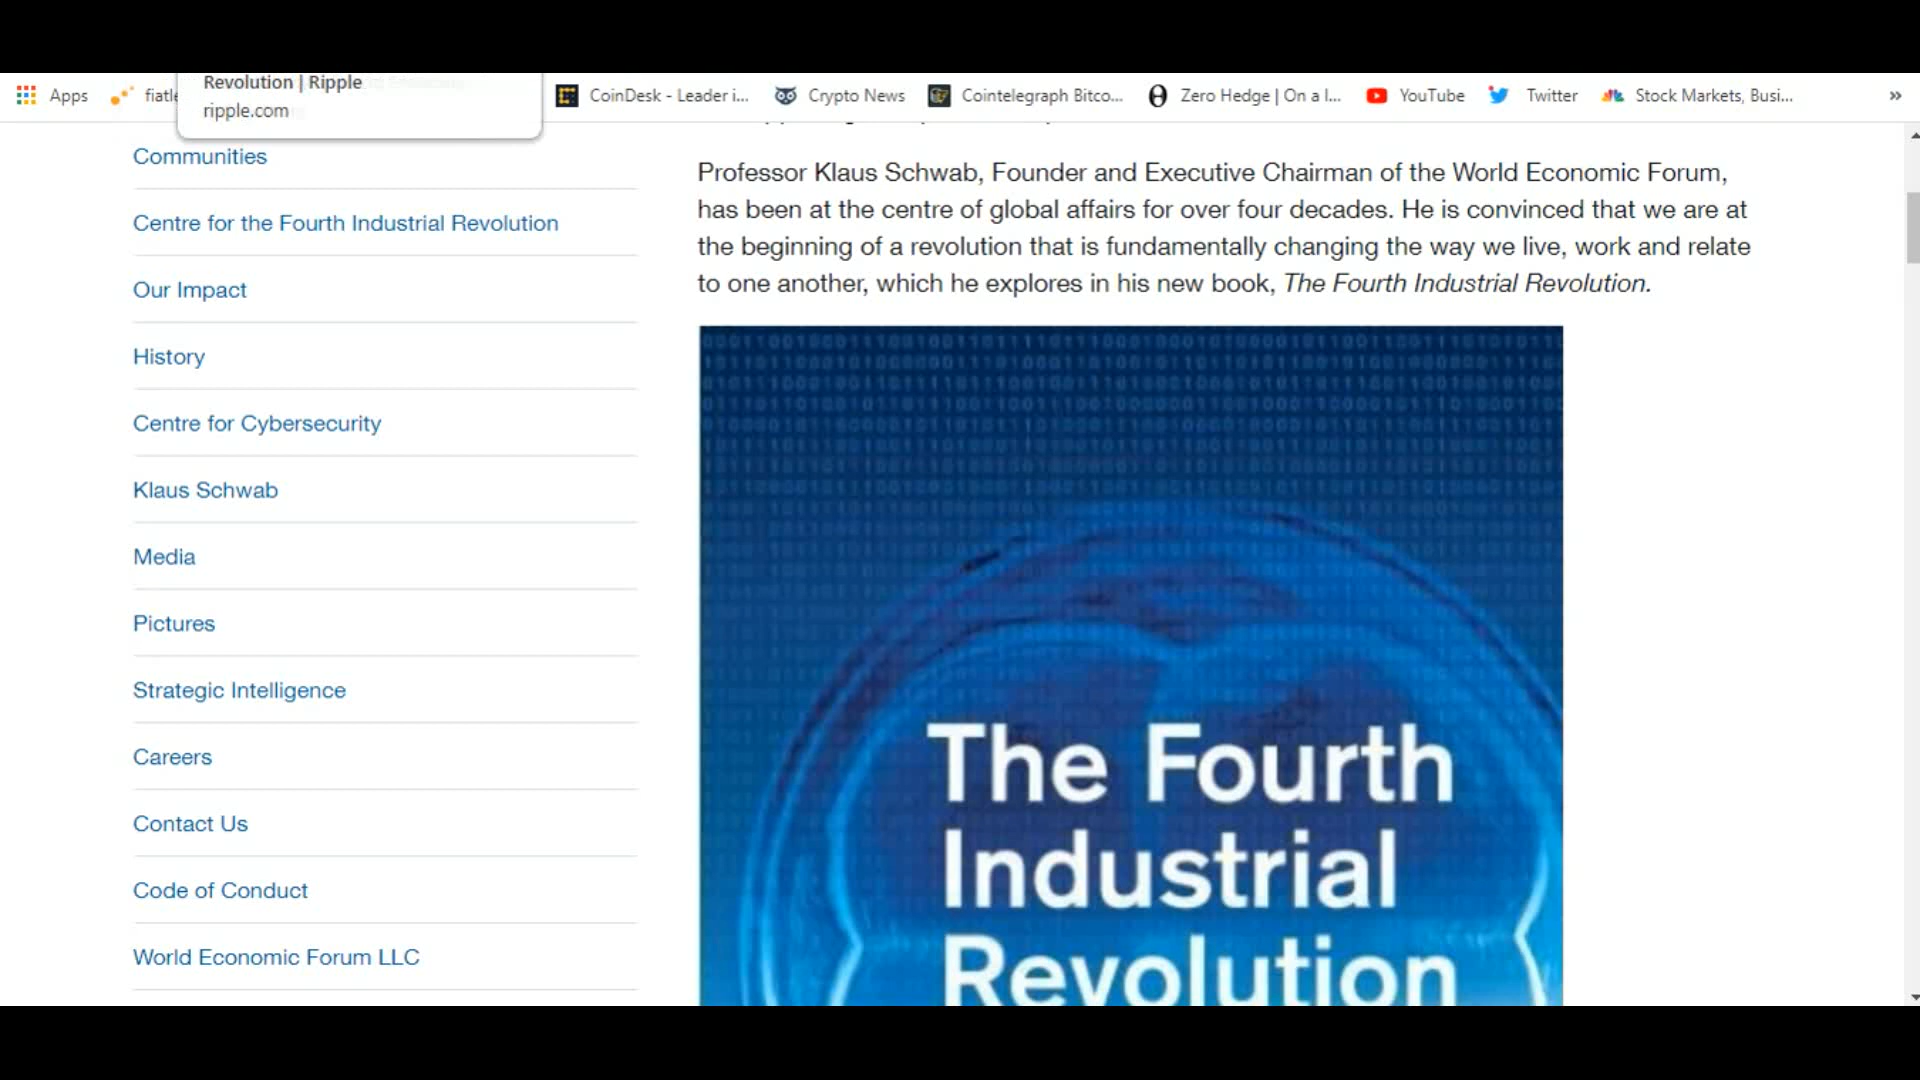 Revolution | Ripple
ripple.com
Apps
fiatle
CoinDesk - Leader i...
Crypto News
Cointelegraph Bitco...
Zero Hedge | On a l...
YouTube
Twitter
Stock Markets, Busi...
»
Communities
Centre for the Fourth Industrial Revolution
Our Impact
History
Centre for Cybersecurity
Klaus Schwab
Media
Pictures
Strategic Intelligence
Careers
Contact Us
Code of Conduct
World Economic Forum LLC
Professor Klaus Schwab, Founder and Executive Chairman of the World Economic Forum,
has been at the centre of global affairs for over four decades. He is convinced that we are at
the beginning of a revolution that is fundamentally changing the way we live, work and relate
to one another, which he explores in his new book, The Fourth Industrial Revolution.
The Fourth
Industrial
Revolution